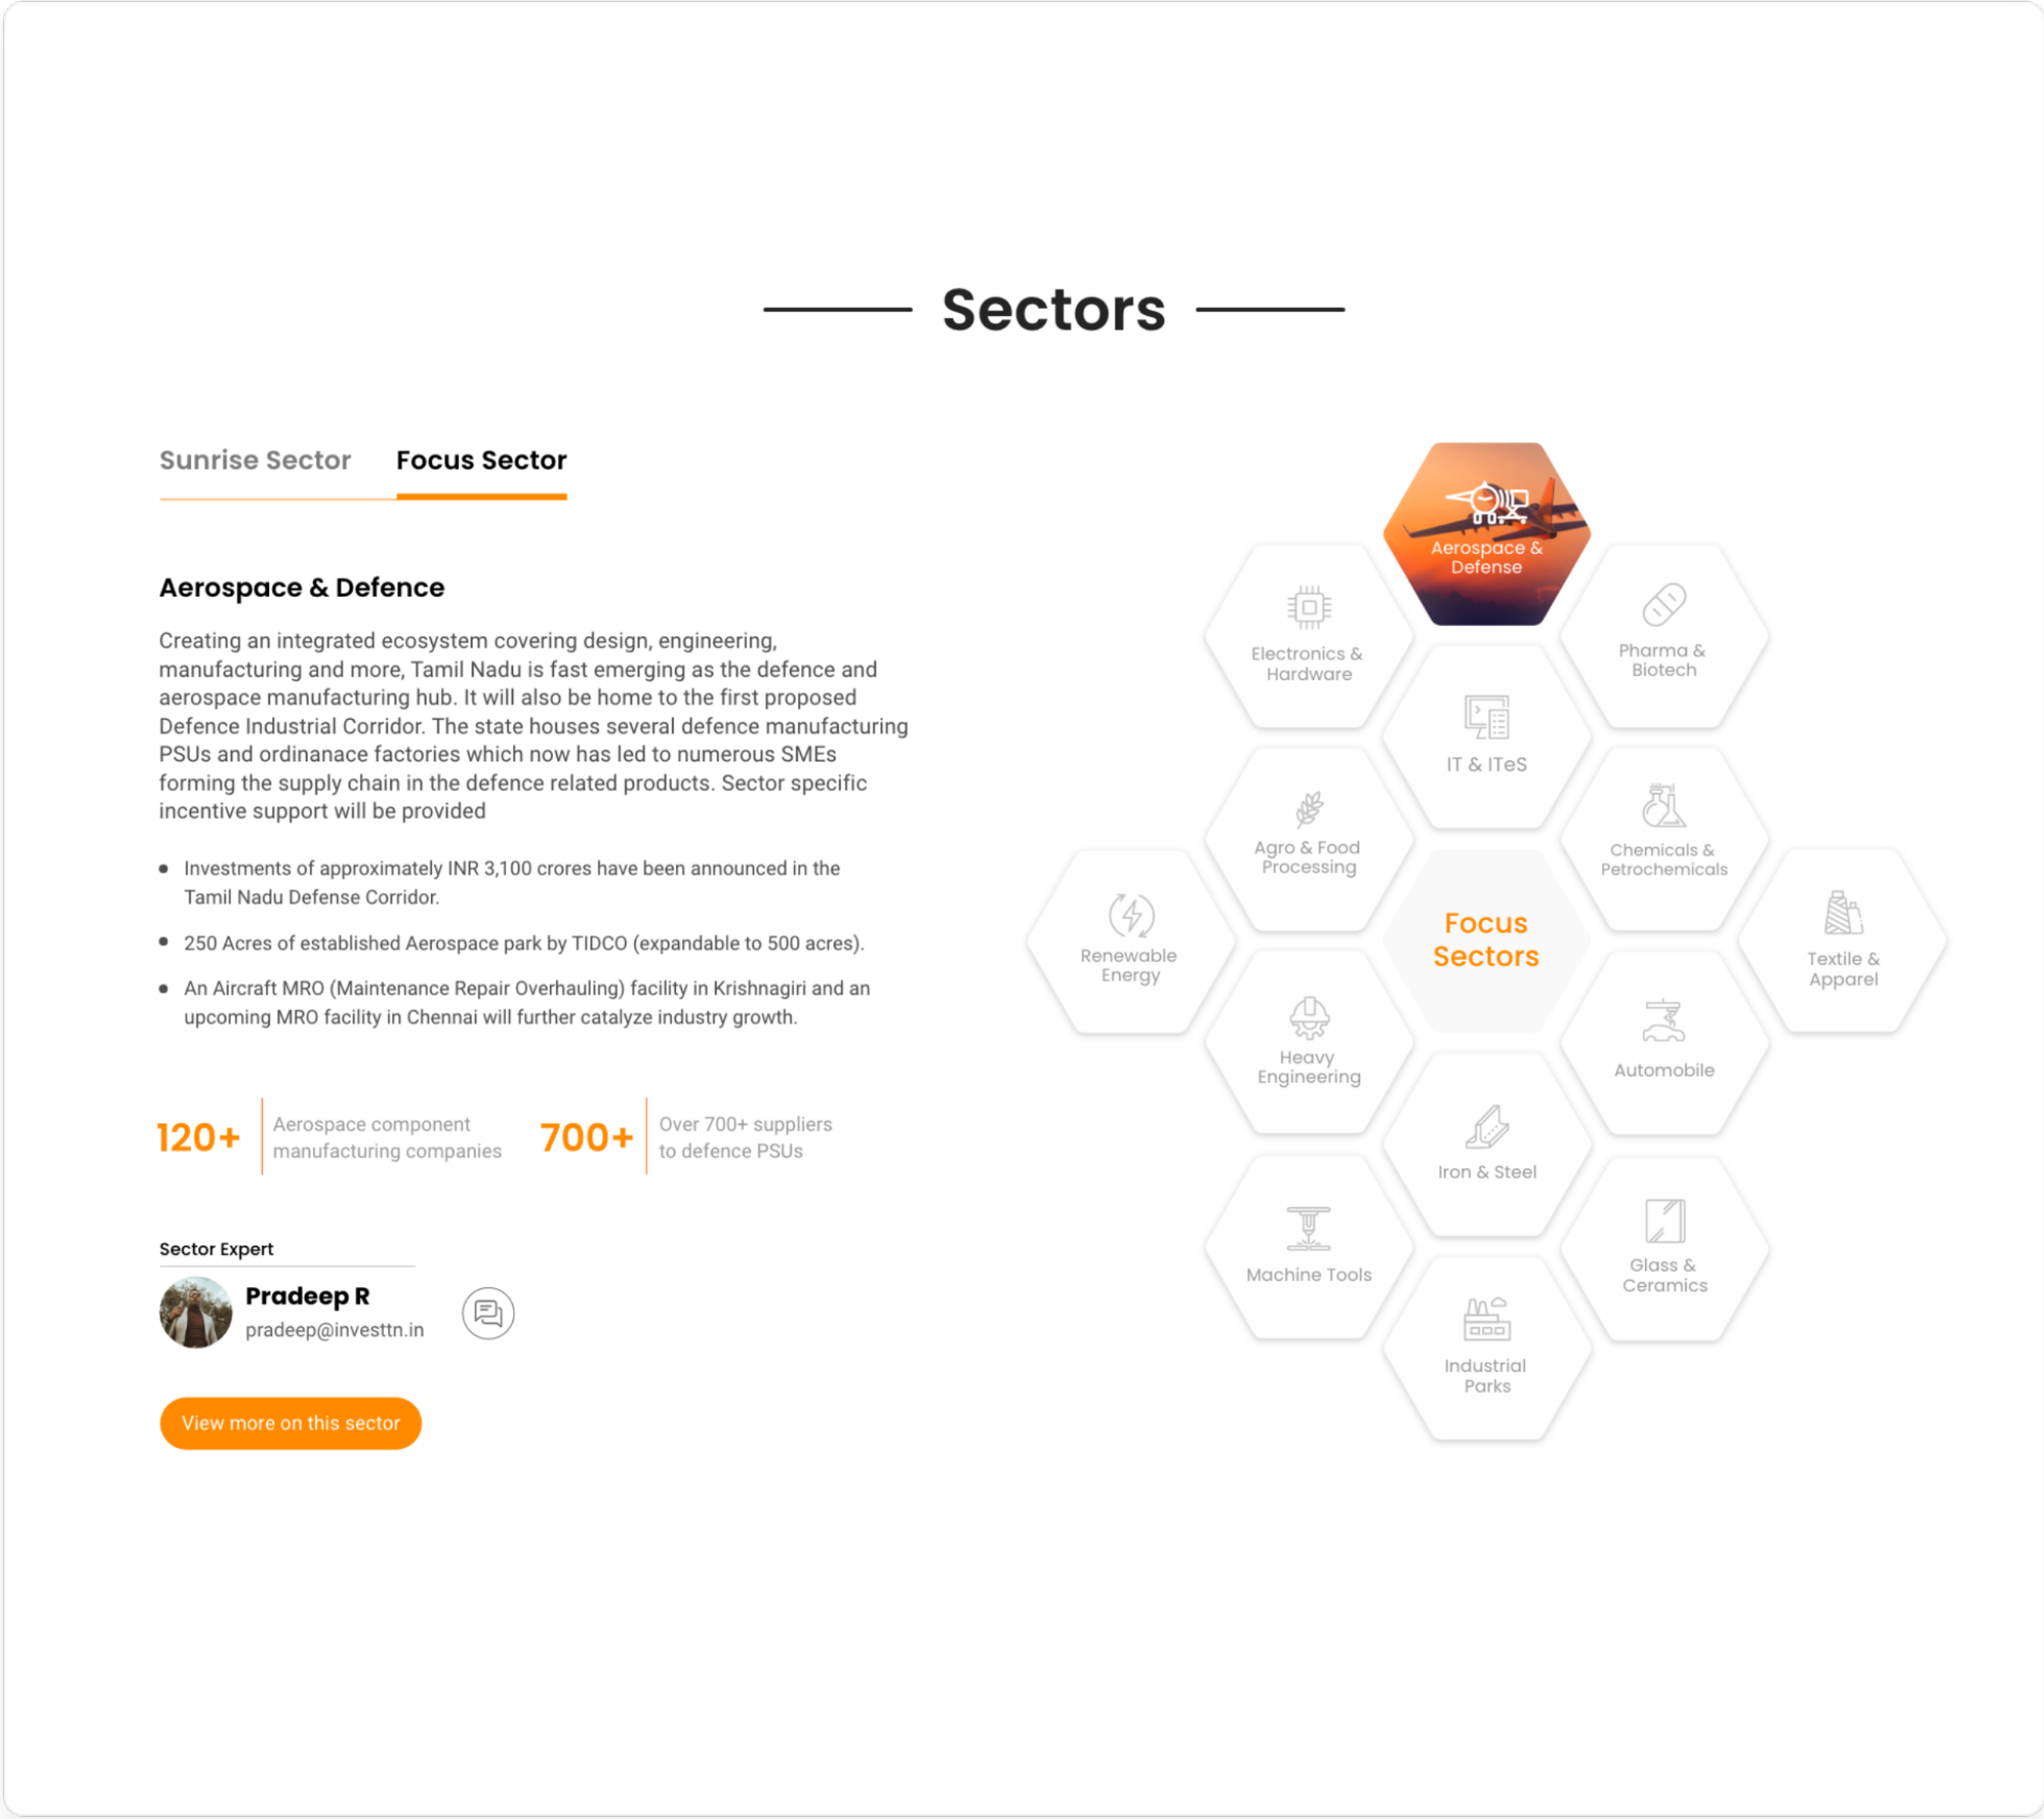 Sectors
Sunrise Sector
Focus Sector
Aerospace & Defence
Creating an integrated ecosystem covering design, engineering,
manufacturing and more, Tamil Nadu is fast emerging as the defence and
aerospace manufacturing hub. It will also be home to the first proposed
Defence Industrial Corridor. The state houses several defence manufacturing
PSUs and ordinanace factories which now has led to numerous SMEs
forming the supply chain in the defence related products. Sector specific
incentive support will be provided
Investments of approximately INR 3,100 crores have been announced in the
Tamil Nadu Defense Corridor.
250 Acres of established Aerospace park by TIDCO (expandable to 500 acres).
An Aircraft MRO (Maintenance Repair Overhauling) facility in Krishnagiri and an
upcoming MRO facility in Chennai will further catalyze industry growth.
120+
Aerospace component
manufacturing companies
700+
Over 700+ suppliers
to defence PSUs
Sector Expert
Pradeep R
pradeep@investtn.in
View more on this sector
Aerospace &
Defense
Electronics &
Hardware
Pharma &
Biotech
IT & ITeS
Agro & Food
Processing
Chemicals &
Petrochemicals
Renewable
Energy
Focus
Sectors
Textile &
Apparel
Heavy
Engineering
Automobile
Iron & Steel
Machine Tools
Glass &
Ceramics
Industrial
Parks